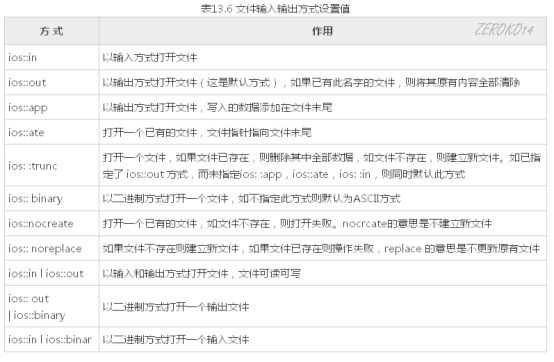 表13.6 文件输入输出方式设置值
方 式 作用 ZEROK014
ios::in 以输入方式打开文件
ios::out 以输出方式打开文件（这是默认方式），如果已有此名字的文件，则将其原有内容全部清除
ios::app 以输出方式打开文件，写入的数据添加在文件末尾
ios::ate 打开一个已有的文件，文件指针指向文件末尾
ios: :trunc 打开一个文件，如果文件已存在，则删除其中全部数据，如文件不存在，则建立新文件。如已指
定了 ios::out 方式，而未指定ios: :app，ios::ate，ios: :in，则同时默认此方式
ios:: binary 以二进制方式打开一个文件，如不指定此方式则默认为ASCII方式
ios::nocreate 打开一个已有的文件，如文件不存在，则打开失败。nocrcate的意思是不建立新文件
ios:: noreplace 如果文件不存在则建立新文件，如果文件已存在则操作失败，replace 的意思是不更新原有文件
ios::in l ios::out 以输入和输出方式打开文件，文件可读可写
ios:: out
| ios::binary 以二进制方式打开一个输出文件
ios::in l ios::binar 以二进制方式打开一个输入文件